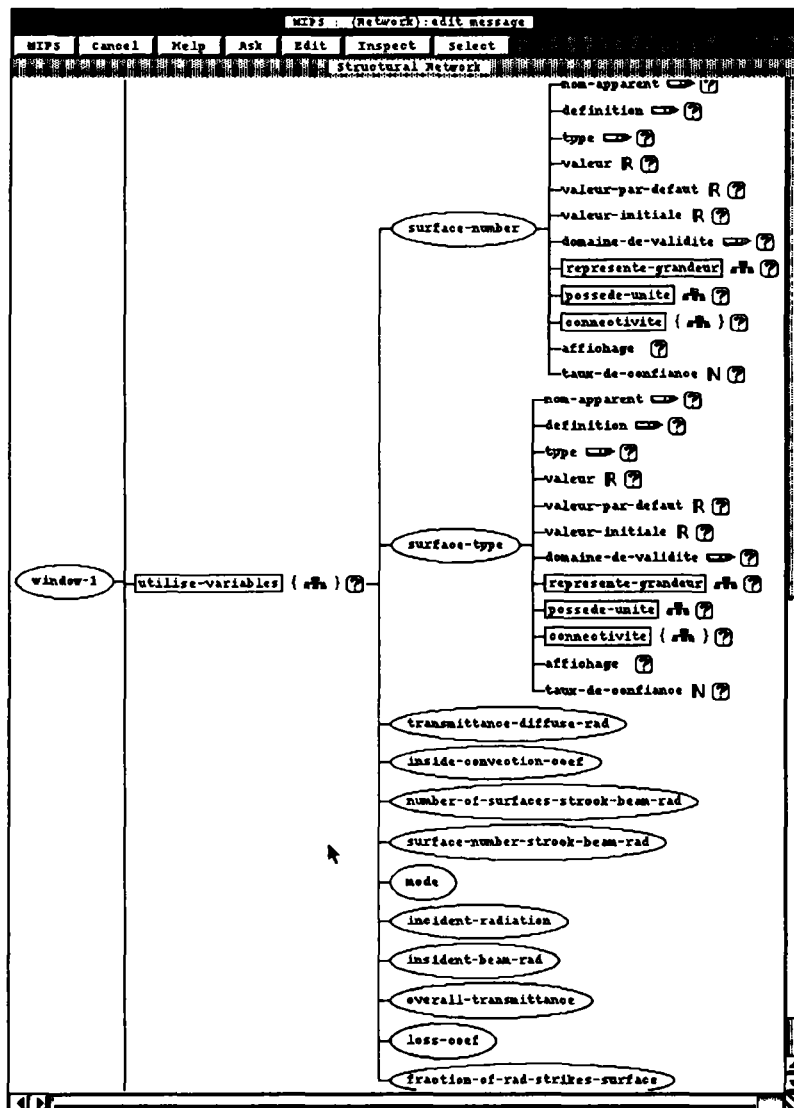 MIPS : (Network):edit message
MIPS Cancel Help Ask Edit Inspect Select
Structural Network
nom-apparent
definition
type
valeur R
valeur-par-defaut R
valeur-initiale R
surface-number
domaine-de-validite
represente-grandeur
possede-unite
connectivite { }
affichage
taux-de-confiance N
nom-apparent
definition
type
valeur R
valeur-par-defaut R
valeur-initiale R
surface-type
domaine-de-validite
window-1
utilise-variables { }
represente-grandeur
possede-unite
connectivite { }
affichage
taux-de-confiance N
transmittance-diffuse-rad
inside-convection-coef
number-of-surfaces-strook-beam-rad
surface-number-strook-beam-rad
mode
incident-radiation
insident-beam-rad
overall-transmittance
loss-coef
fraction-of-rad-strikes-surface